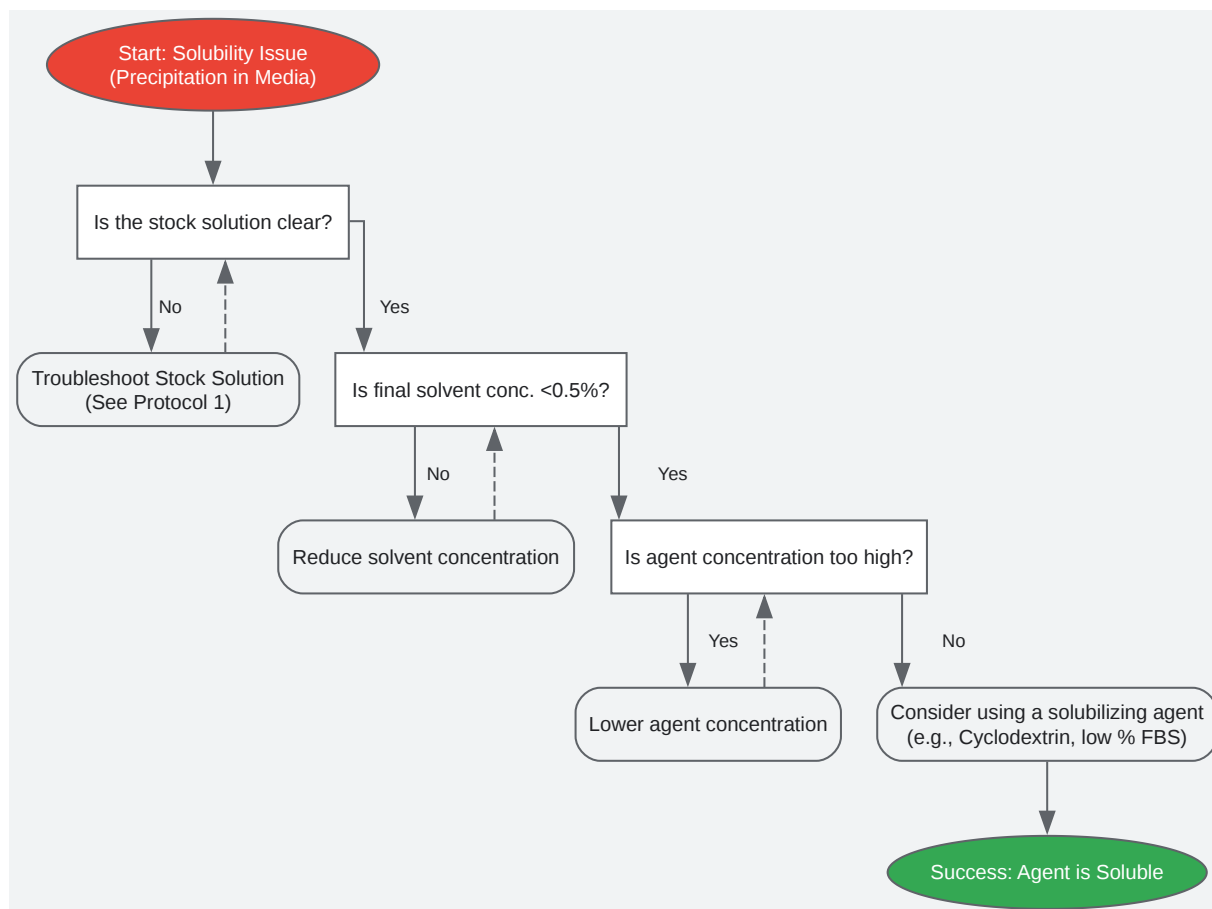 Start: Solubility Issue
(Precipitation in Media)
Is the stock solution clear?
No
Yes
Troubleshoot Stock Solution
(See Protocol 1)
Is final solvent conc. <0.5%?
No
Yes
Reduce solvent concentration
Is agent concentration too high?
Yes
No
Lower agent concentration
Consider using a solubilizing agent
(e.g., Cyclodextrin, low % FBS)
Success: Agent is Soluble